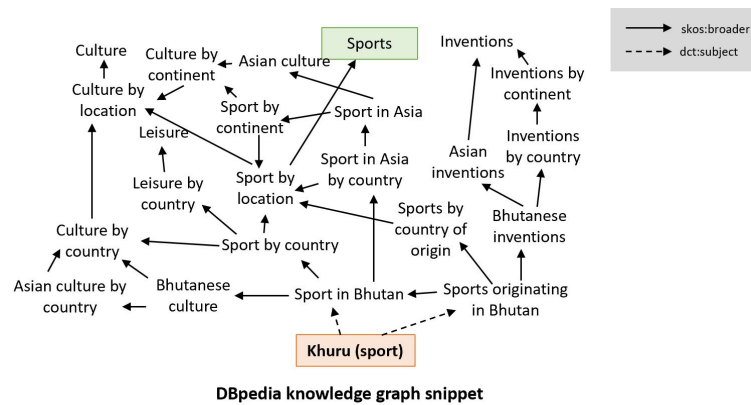 skos:broader
dct:subject
Sports
Inventions
Culture
Culture by
continent
Asian culture
Inventions by
continent
Culture by
location
Sport by
continent
Sport in Asia
Leisure
Inventions
by country
Asian
inventions
Sport in Asia
by country
Leisure by
country
Sport by
location
Sports by
country of
origin
Bhutanese
inventions
Culture by
country
Sport by country
Asian culture by
country
Bhutanese
culture
Sport in Bhutan
Sports originating
in Bhutan
Khuru (sport)
DBpedia knowledge graph snippet